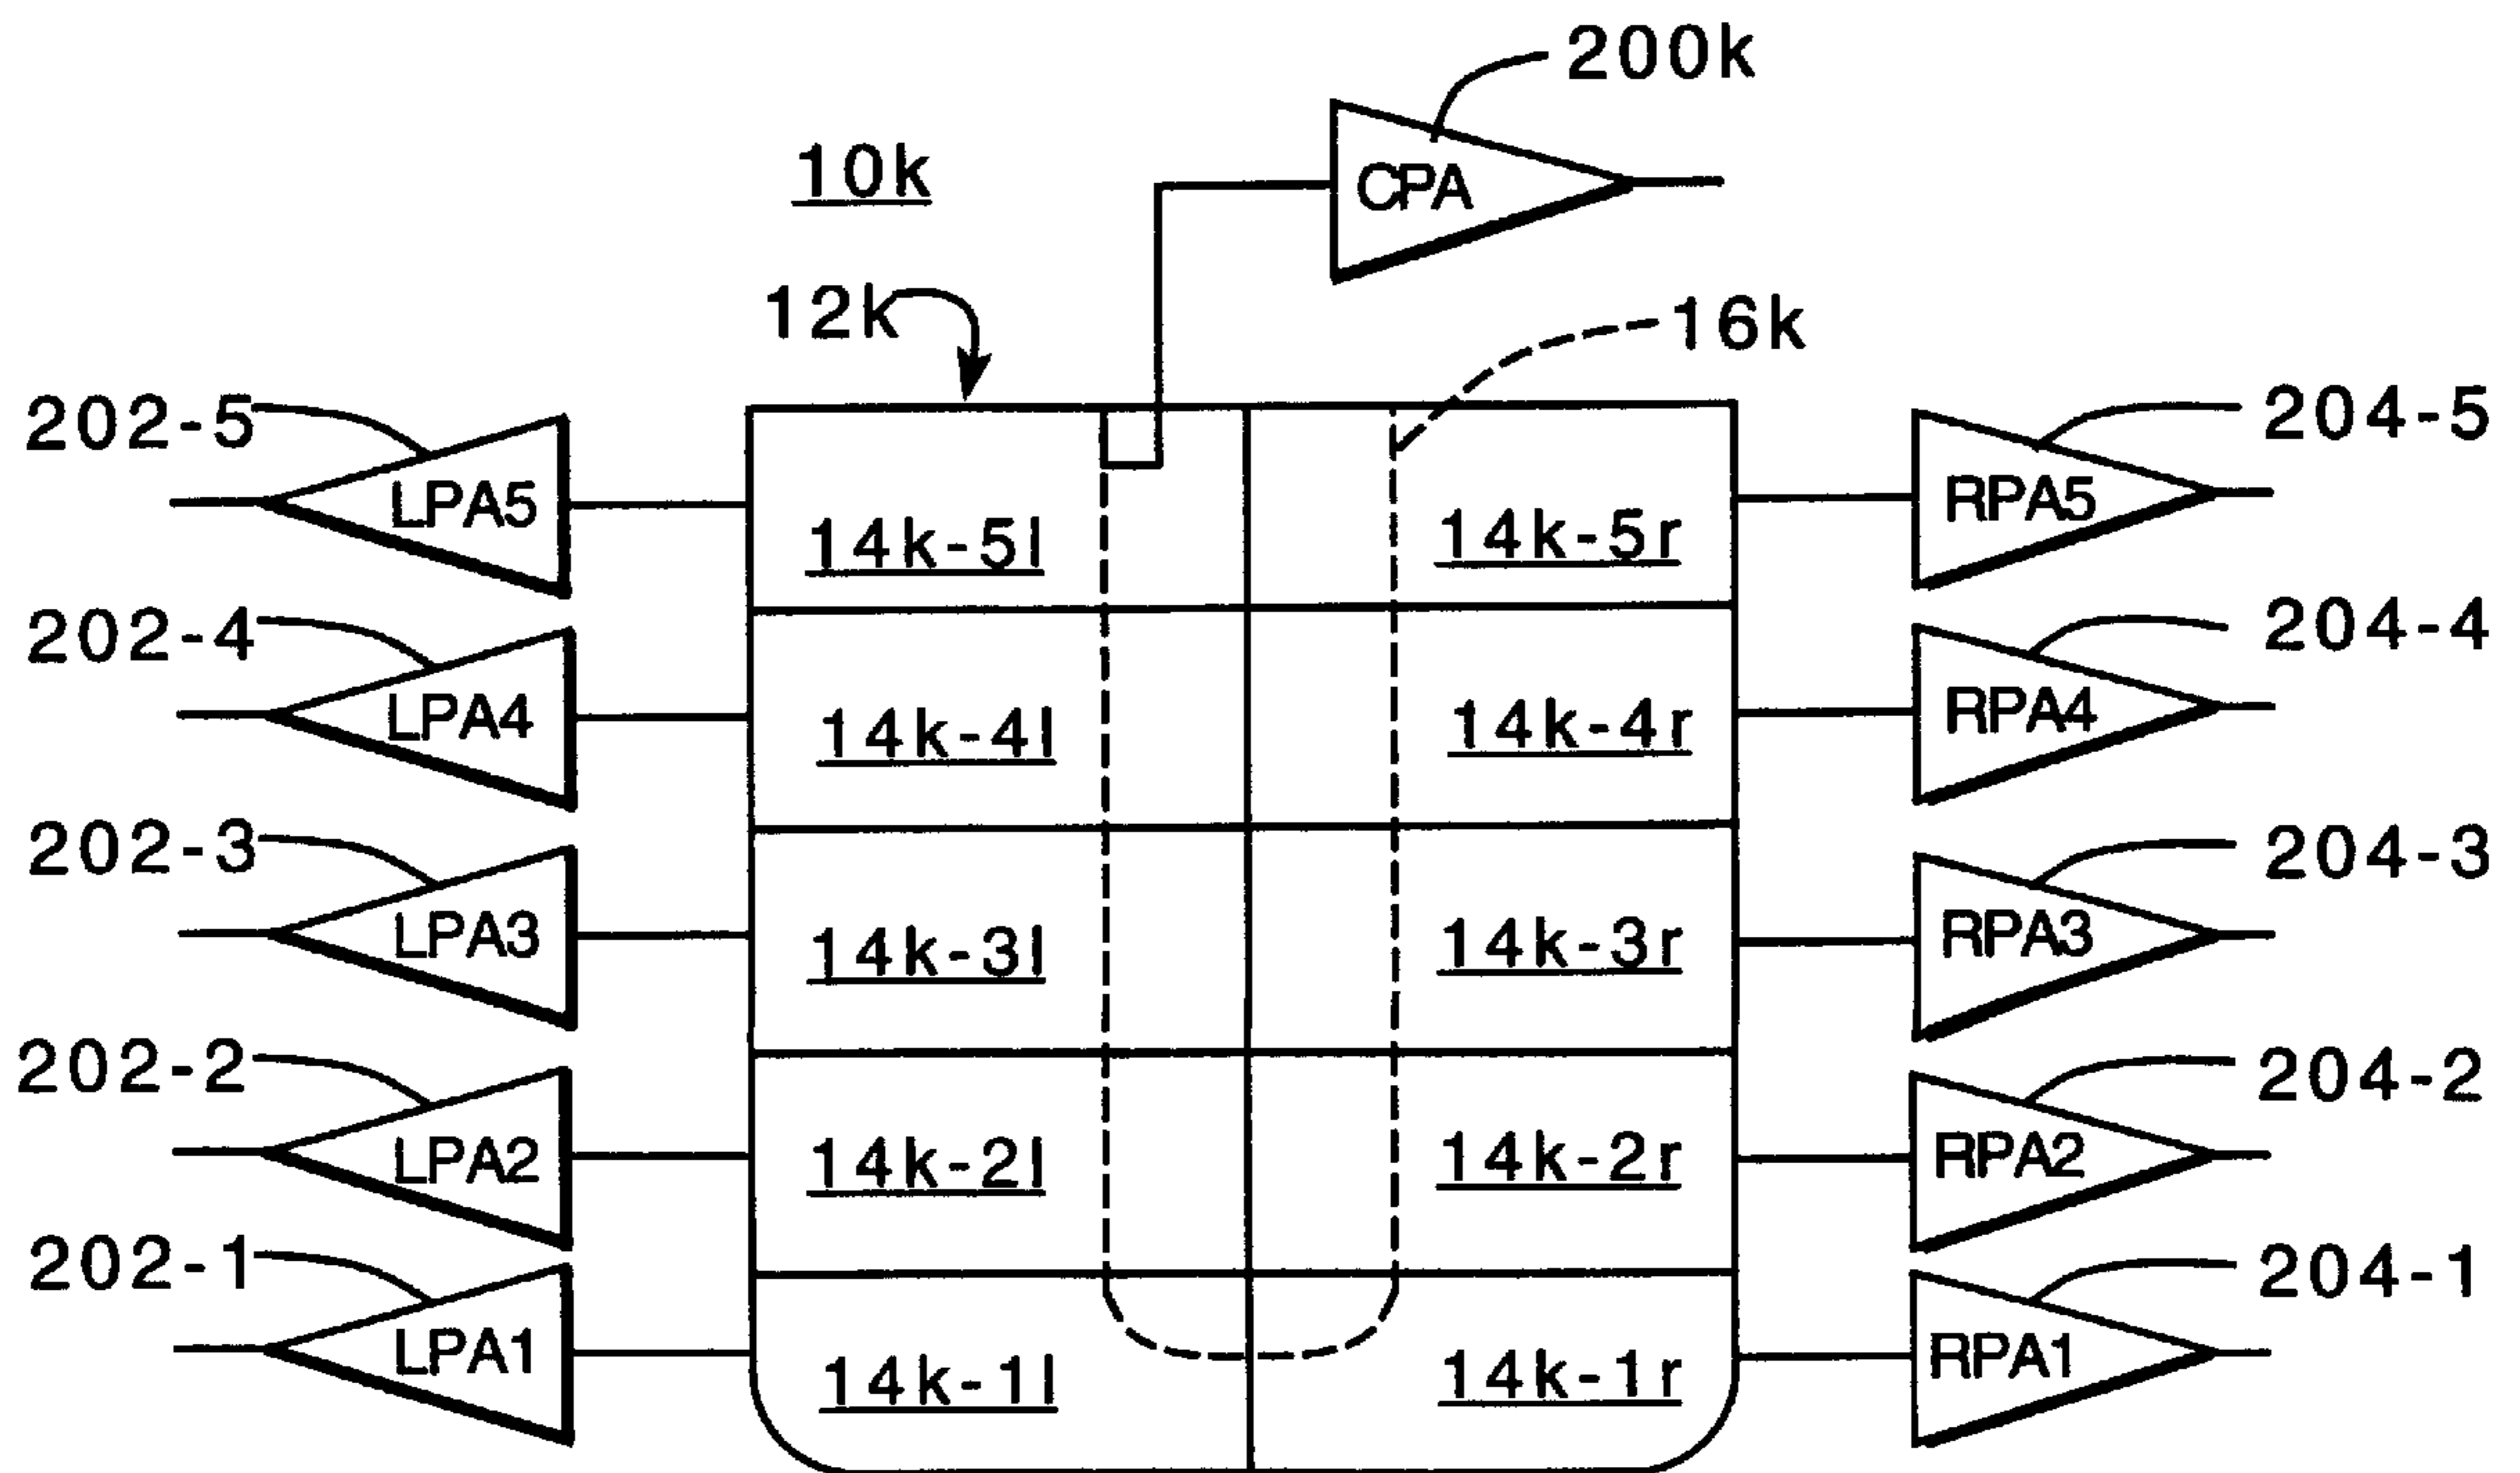 200k
10k
CPA
12k
16k
202-5
LPA5
14k-5l
14k-5r
RPA5
204-5
202-4
LPA4
14k-4l
14k-4r
RPA4
204-4
202-3
LPA3
14k-3l
14k-3r
RPA3
204-3
202-2
LPA2
14k-2l
14k-2r
RPA2
204-2
202-1
LPA1
14k-1l
14k-1r
RPA1
204-1